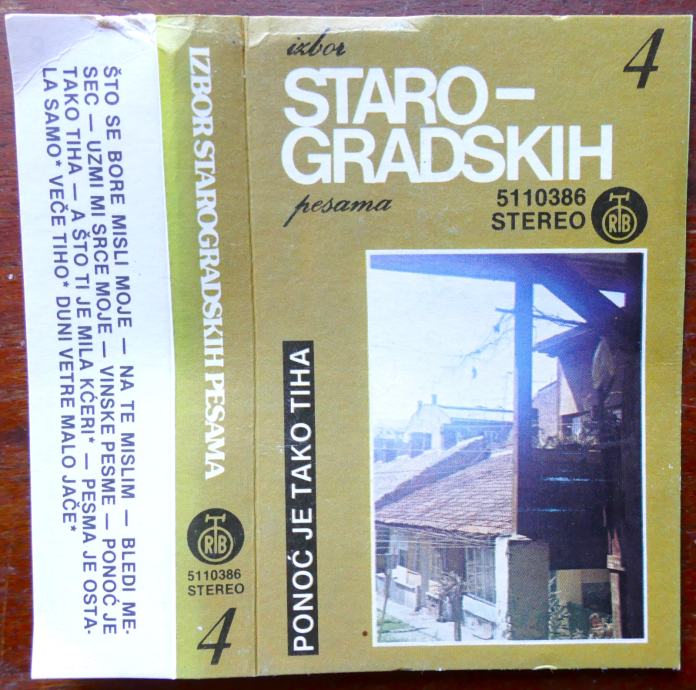 ŠTO SE BORE MISLI MOJE — NA TE MISLIM — BLEDI ME-
SEC — UZMI MI SRCE MOJE — VINSKE PESME — PONOĆ JE
TAKO TIHA — A ŠTO TI JE MILA KĆERI* — PESMA JE OSTA-
LA SAMO* VEČE TIHO* DUNI VETRE MALO JAČE*
IZBOR STAROGRADSKIH PESAMA
RTB
5110386
STEREO
4
izbor
4
STARO-
GRADSKIH
pesama
5110386
STEREO
RTB
PONOĆ JE TAKO TIHA